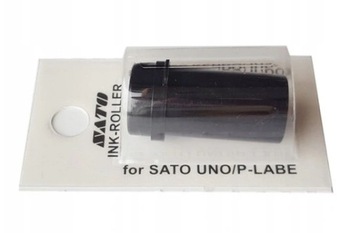 SATO
INK-ROLLER
for SATO UNO/P-LABE